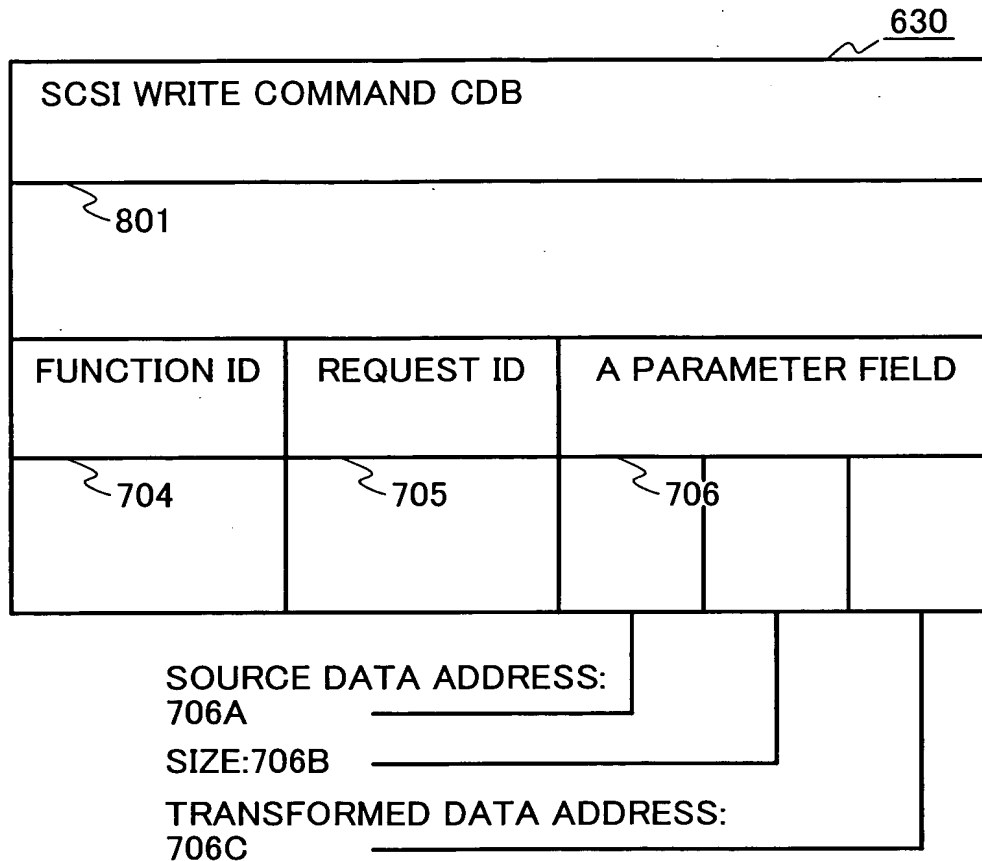 630
SCSI WRITE COMMAND CDB
801
FUNCTION ID
REQUEST ID
A PARAMETER FIELD
704
705
706
SOURCE DATA ADDRESS:
706A
SIZE:706B
TRANSFORMED DATA ADDRESS:
706C